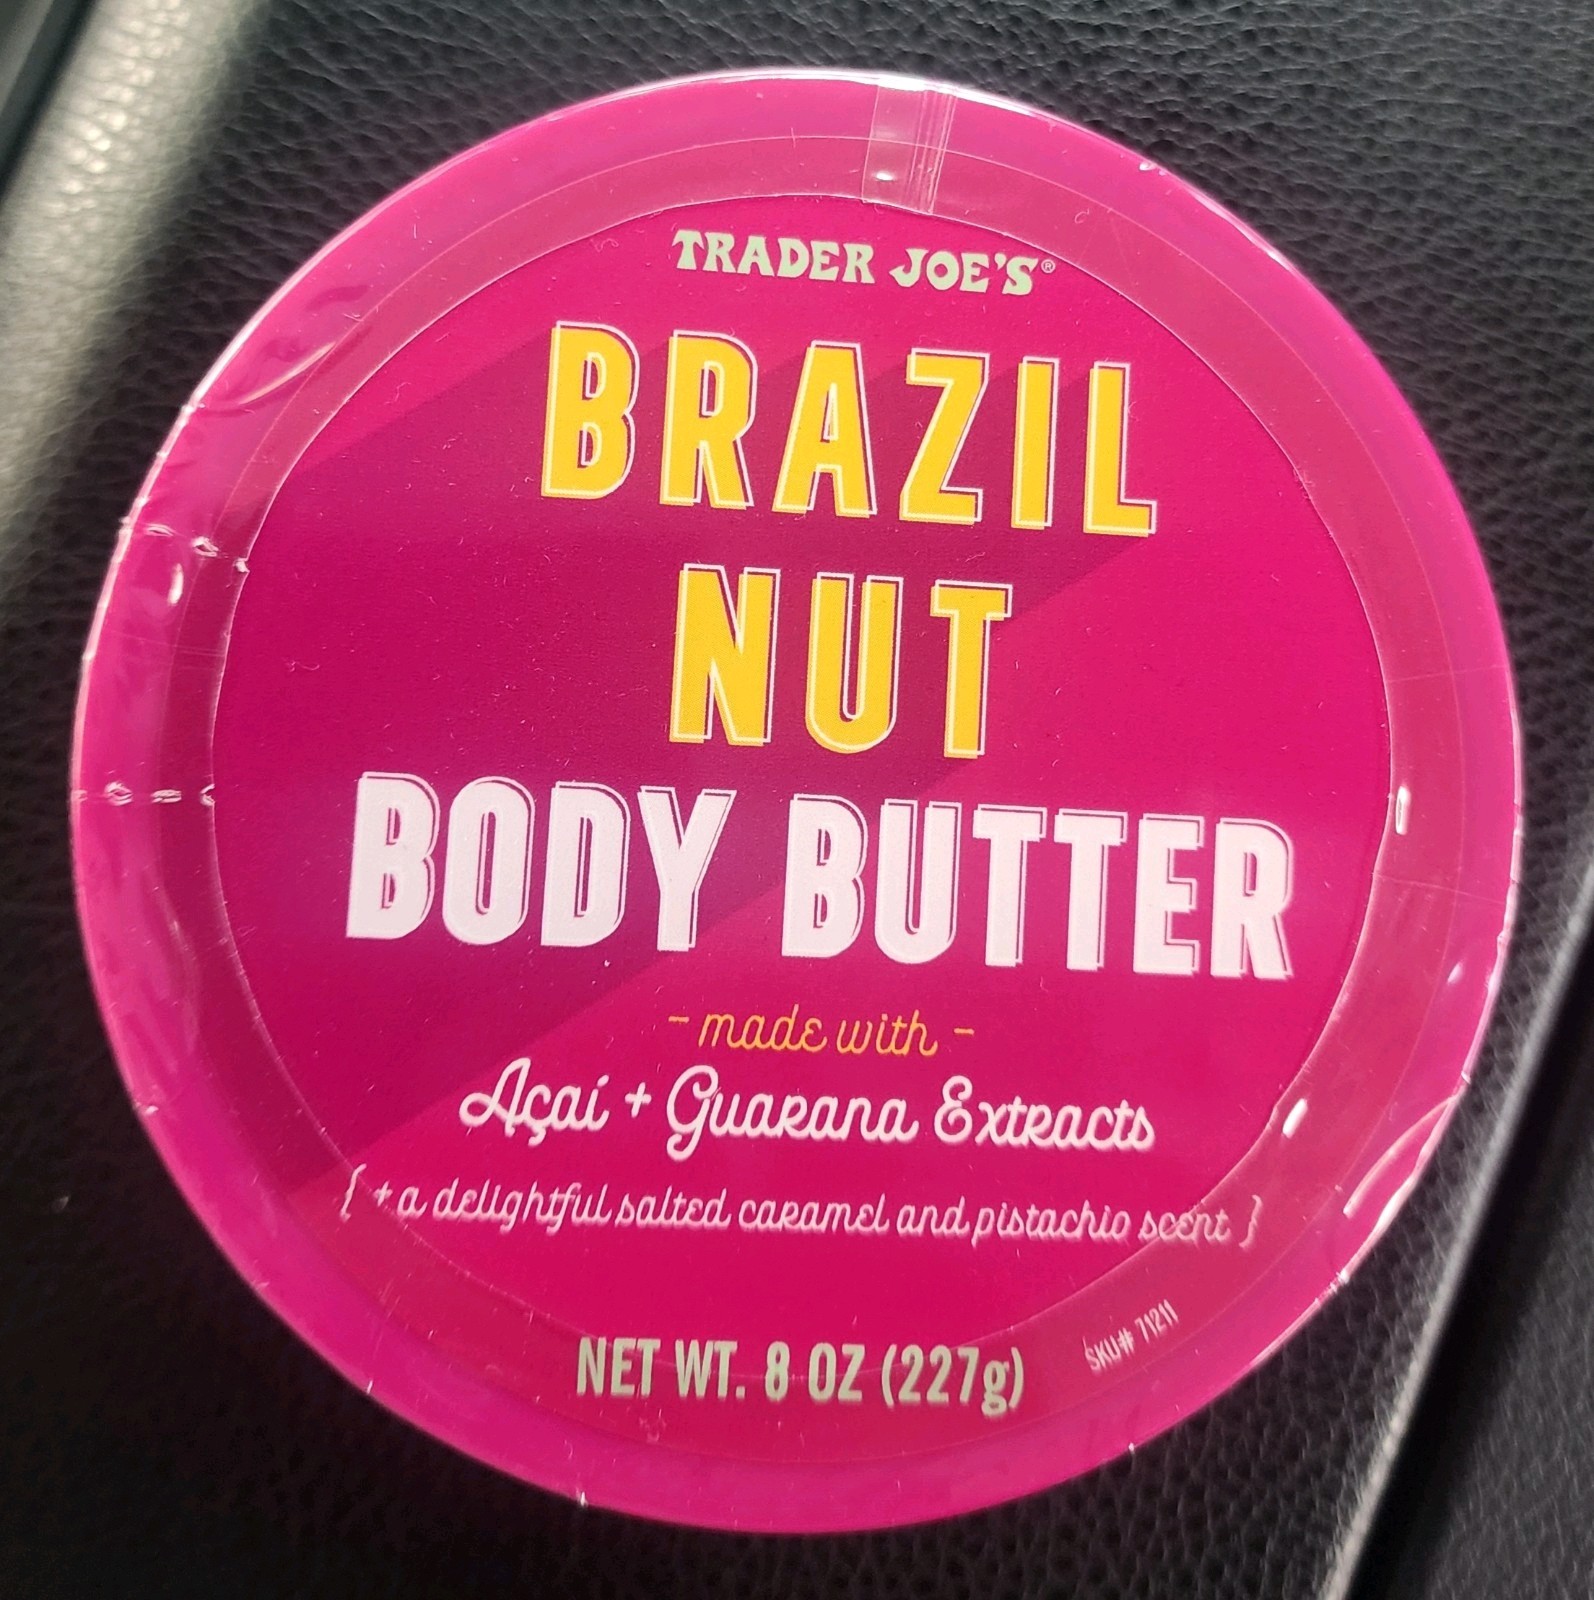 TRADER JOE'S®
BRAZIL
NUT
BODY BUTTER
- made with -
Açaí + Guarana Extracts
{ + a delightful salted caramel and pistachio scent }
NET WT. 8 OZ (227g)
SKU# 71211